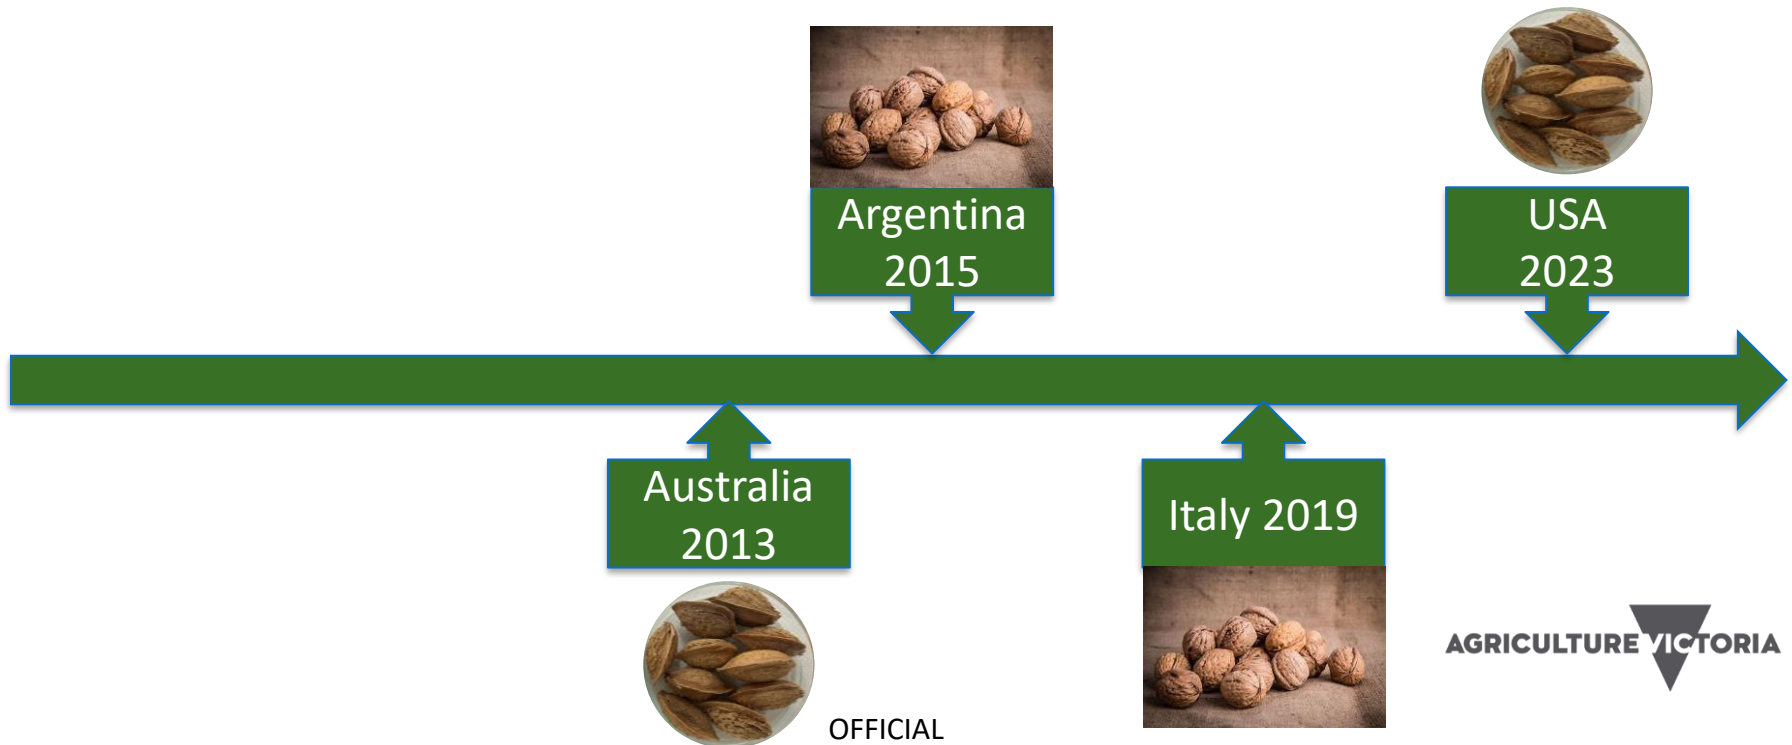 Argentina
2015
USA
2023
Australia
2013
Italy 2019
AGRICULTURE VICTORIA
OFFICIAL